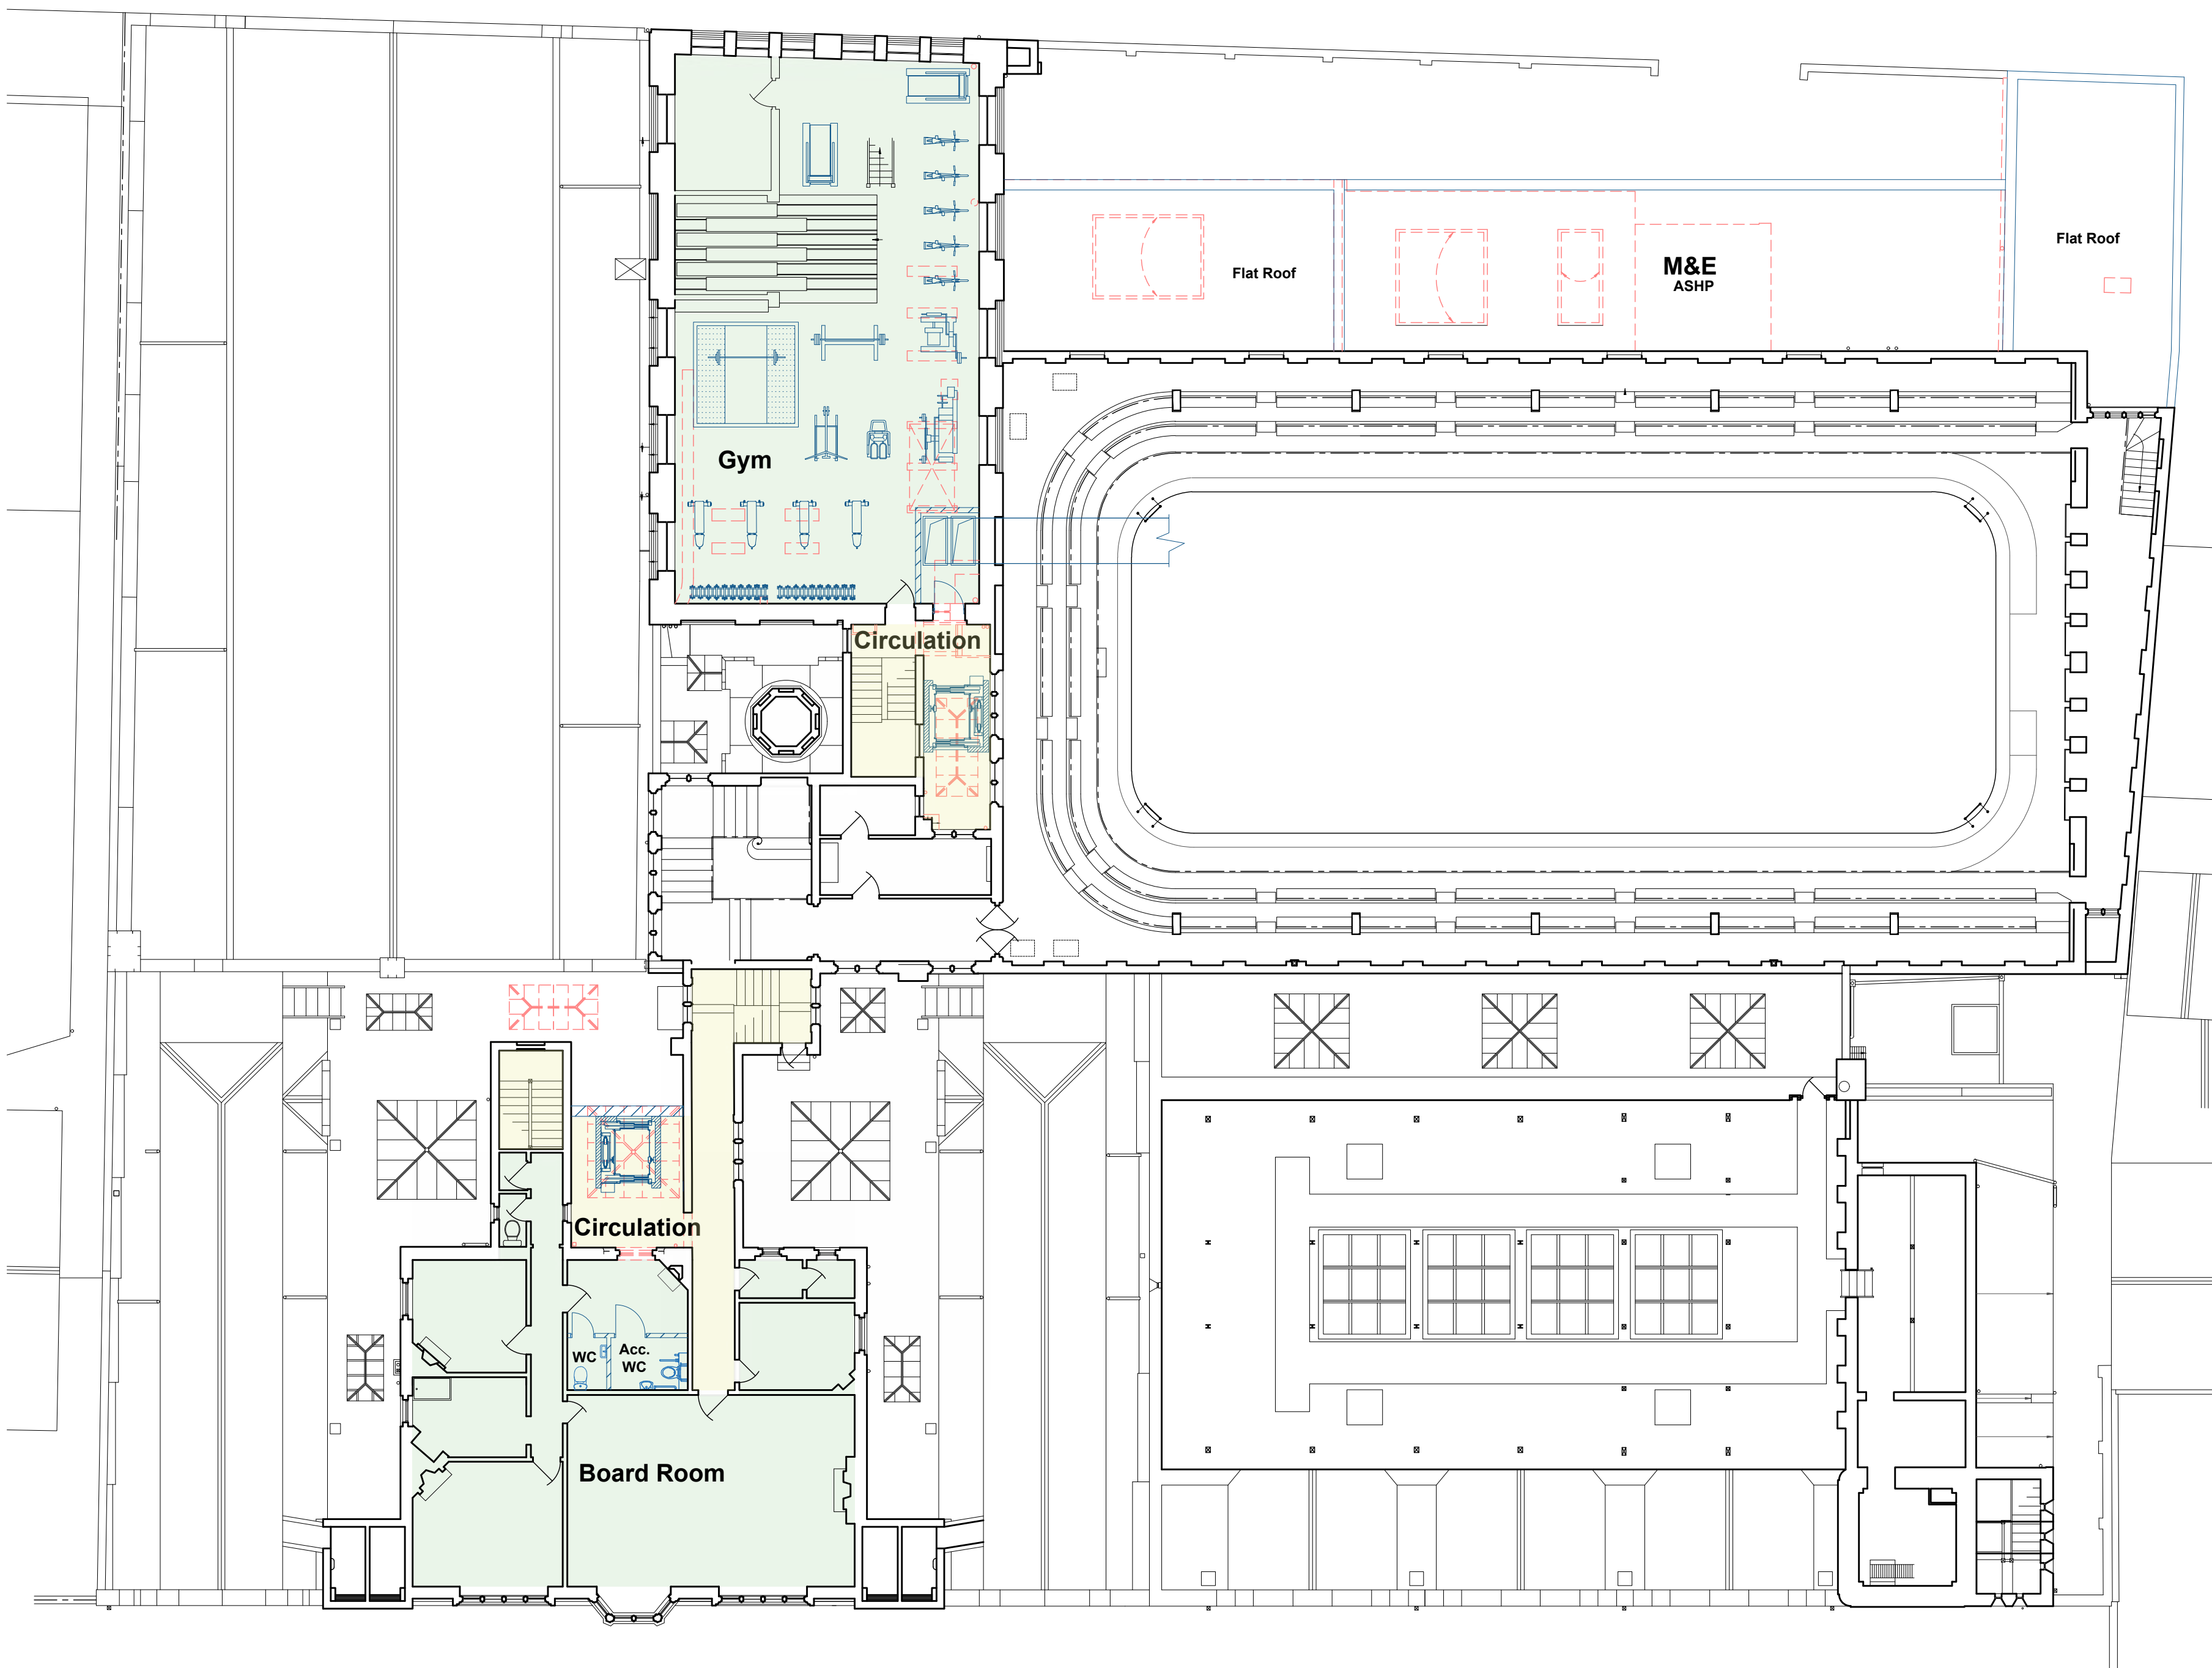 Flat Roof
M&E
ASHP
Flat Roof
Gym
Circulation
Circulation
WC
Acc.
WC
Board Room